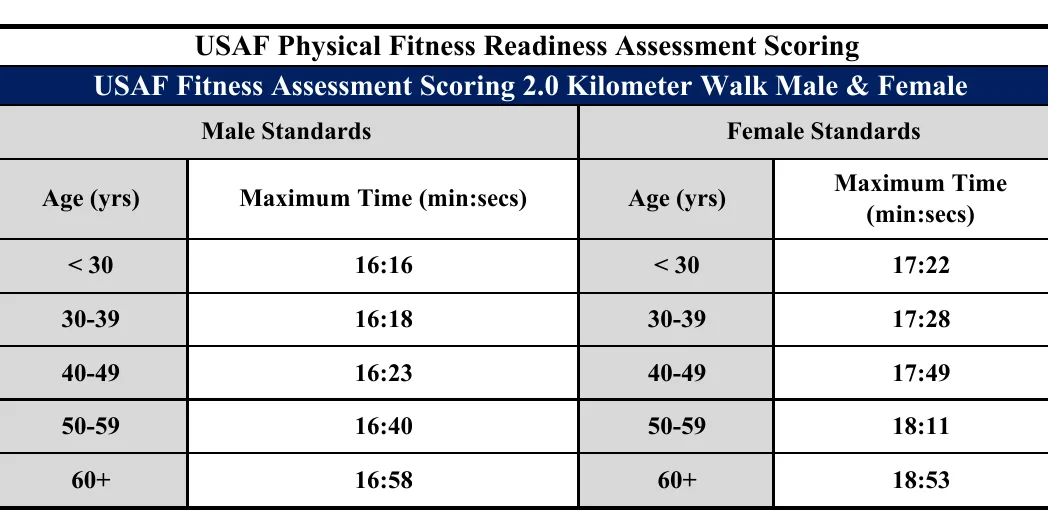 USAF Physical Fitness Readiness Assessment Scoring
USAF Fitness Assessment Scoring 2.0 Kilometer Walk Male & Female
Male Standards Female Standards
Age (yrs) Maximum Time (min:secs) Age (yrs) Maximum Time
(min:secs)
< 30 16:16 < 30 17:22
30-39 16:18 30-39 17:28
40-49 16:23 40-49 17:49
50-59 16:40 50-59 18:11
60+ 16:58 60+ 18:53